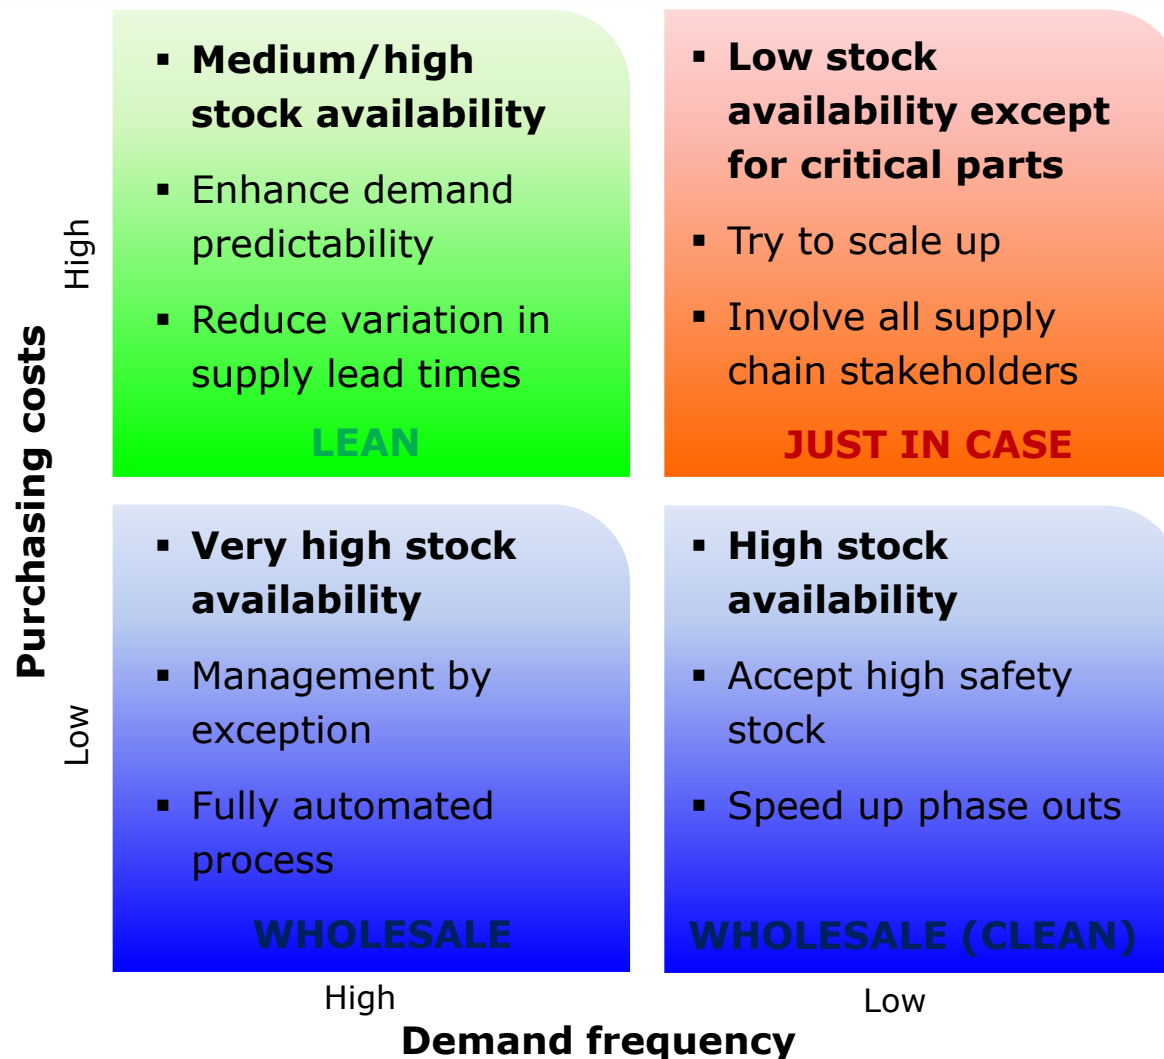 ▪ Medium/high
stock availability
▪ Enhance demand
predictability
▪ Reduce variation in
supply lead times
LEAN
▪ Low stock
availability except
for critical parts
▪ Try to scale up
▪ Involve all supply
chain stakeholders
JUST IN CASE
High
Purchasing costs
Low
▪ Very high stock
availability
▪ Management by
exception
▪ Fully automated
process
WHOLESALE
▪ High stock
availability
▪ Accept high safety
stock
▪ Speed up phase outs
WHOLESALE (CLEAN)
High
Low
Demand frequency